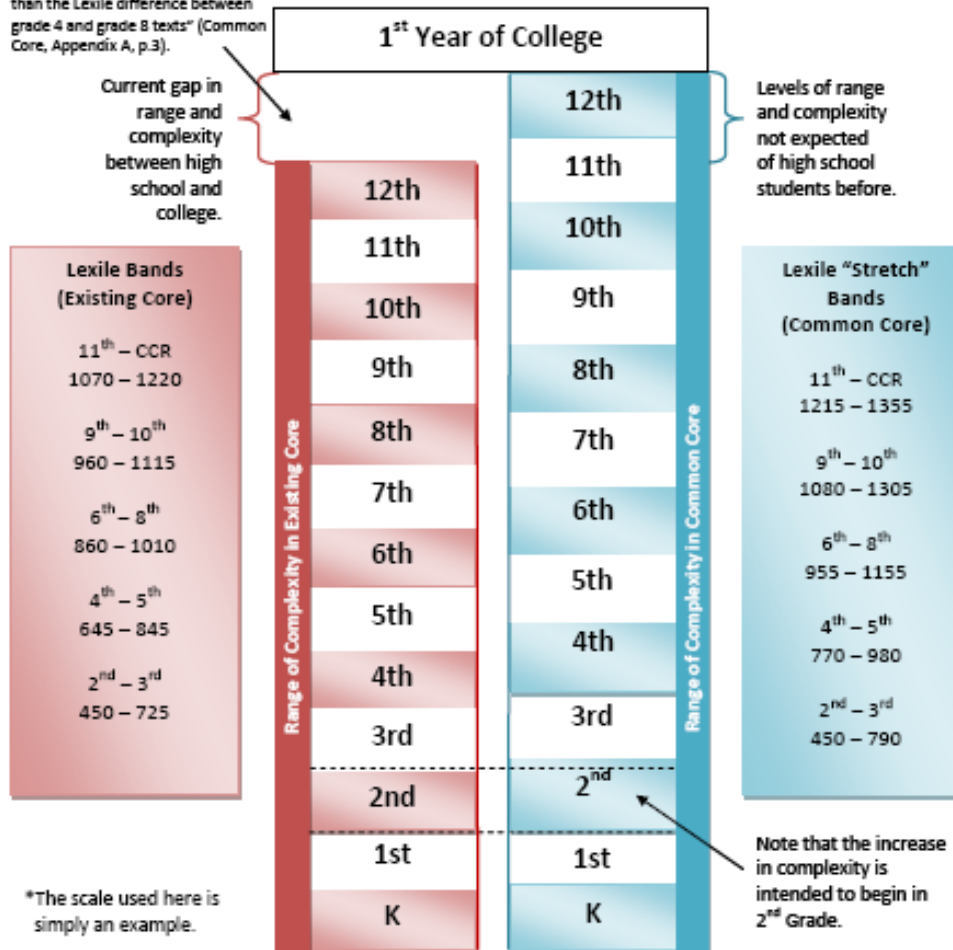 than the Lexile difference between
grade 4 and grade 8 texts" (Common
Core, Appendix A, p.3).
1st Year of College
Current gap in
range and
complexity
between high
school and
college.
Levels of range
and complexity
not expected
of high school
students before.
Lexile Bands
(Existing Core)
11th – CCR
1070 – 1220
9th – 10th
960 – 1115
6th – 8th
860 – 1010
4th – 5th
645 – 845
2nd – 3rd
450 – 725
Range of Complexity in Existing Core
12th
11th
10th
9th
8th
7th
6th
5th
4th
3rd
2nd
1st
K
12th
11th
10th
9th
8th
7th
6th
5th
4th
3rd
2nd
1st
K
Range of Complexity in Common Core
Lexile "Stretch"
Bands
(Common Core)
11th – CCR
1215 – 1355
9th – 10th
1080 – 1305
6th – 8th
955 – 1155
4th – 5th
770 – 980
2nd – 3rd
450 – 790
*The scale used here is
simply an example.
Note that the increase
in complexity is
intended to begin in
2nd Grade.